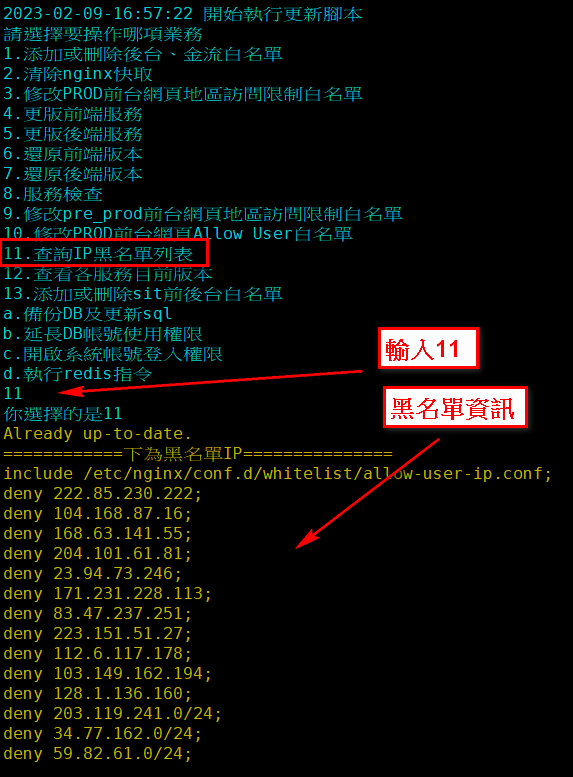 2023-02-09-16:57:22 開始執行更新腳本
請選擇要操作哪項業務
1.添加或刪除後台、金流白名單
2.清除nginx快取
3.修改PROD前台網頁地區訪問限制白名單
4.更版前端服務
5.更版後端服務
6.還原前端版本
7.還原後端版本
8.服務檢查
9.修改pre_prod前台網頁地區訪問限制白名單
10.修改PROD前台網頁Allow User白名單
11.查詢IP黑名單列表
12.查看各服務目前版本
13.添加或刪除sit前後台白名單
a.備份DB及更新sql
b.延長DB帳號使用權限
c.開啟系統帳號登入權限
d.執行redis指令
輸入11
11
你選擇的是11
黑名單資訊
Already up-to-date.
============下為黑名單IP===============
include /etc/nginx/conf.d/whitelist/allow-user-ip.conf;
deny 222.85.230.222;
deny 104.168.87.16;
deny 168.63.141.55;
deny 204.101.61.81;
deny 23.94.73.246;
deny 171.231.228.113;
deny 83.47.237.251;
deny 223.151.51.27;
deny 112.6.117.178;
deny 103.149.162.194;
deny 128.1.136.160;
deny 203.119.241.0/24;
deny 34.77.162.0/24;
deny 59.82.61.0/24;